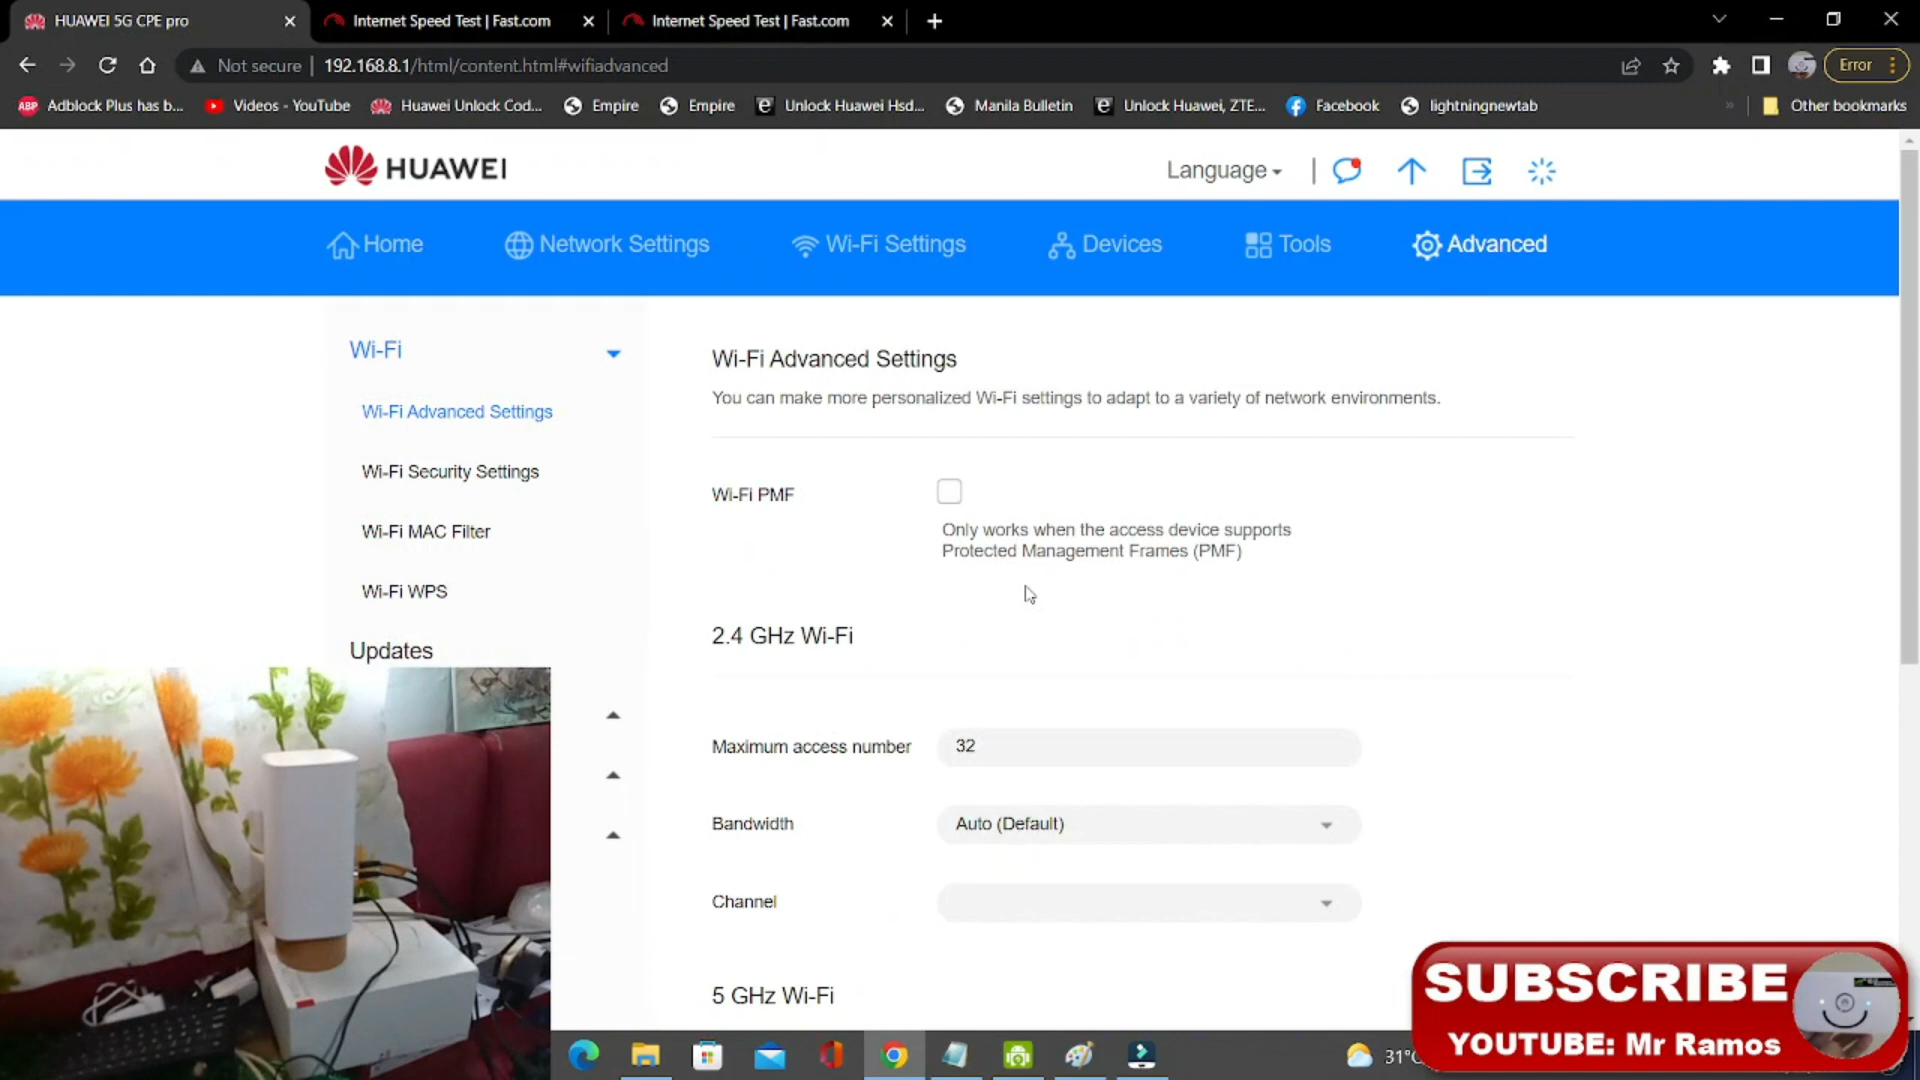 HUAWEI 5G CPE pro
Internet Speed Test | Fast.com
Internet Speed Test | Fast.com
Not secure
192.168.8.1/html/content.html#wifiadvanced
Error
ABP
Adblock Plus has b...
Videos - YouTube
Huawei Unlock Cod...
Empire
Empire
Unlock Huawei Hsd...
Manila Bulletin
Unlock Huawei, ZTE...
Facebook
lightningnewtab
Other bookmarks
HUAWEI
Language
Home
Network Settings
Wi-Fi Settings
Devices
Tools
Advanced
Wi-Fi
Wi-Fi Advanced Settings
Wi-Fi Security Settings
Wi-Fi MAC Filter
Wi-Fi WPS
Updates
Wi-Fi Advanced Settings
You can make more personalized Wi-Fi settings to adapt to a variety of network environments.
Wi-Fi PMF
Only works when the access device supports
Protected Management Frames (PMF)
2.4 GHz Wi-Fi
Maximum access number
32
Bandwidth
Auto (Default)
Channel
5 GHz Wi-Fi
SUBSCRIBE
YOUTUBE: Mr Ramos
31°C